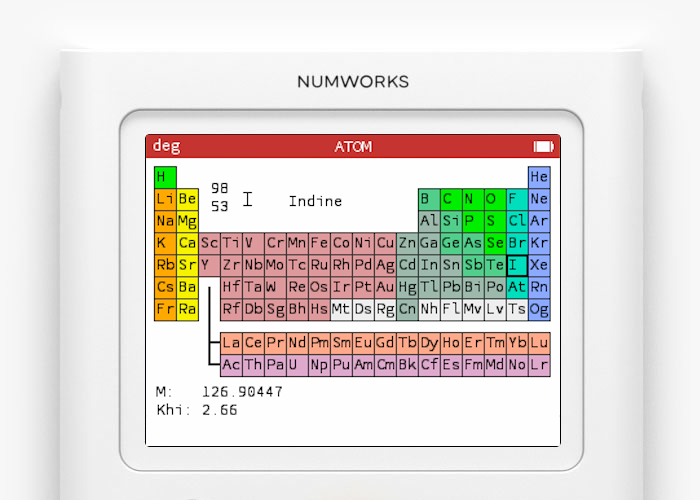 NUMWORKS
deg ATOM
H He
98
53 I Indine
Li Be B C N O F Ne
Na Mg Al Si P S Cl Ar
K Ca Sc Ti V Cr Mn Fe Co Ni Cu Zn Ga Ge As Se Br Kr
Rb Sr Y Zr Nb Mo Tc Ru Rh Pd Ag Cd In Sn Sb Te I Xe
Cs Ba Hf Ta W Re Os Ir Pt Au Hg Tl Pb Bi Po At Rn
Fr Ra Rf Db Sg Bh Hs Mt Ds Rg Cn Nh Fl Mv Lv Ts Og
La Ce Pr Nd Pm Sm Eu Gd Tb Dy Ho Er Tm Yb Lu
Ac Th Pa U Np Pu Am Cm Bk Cf Es Fm Md No Lr
M: 126.90447
Khi: 2.66